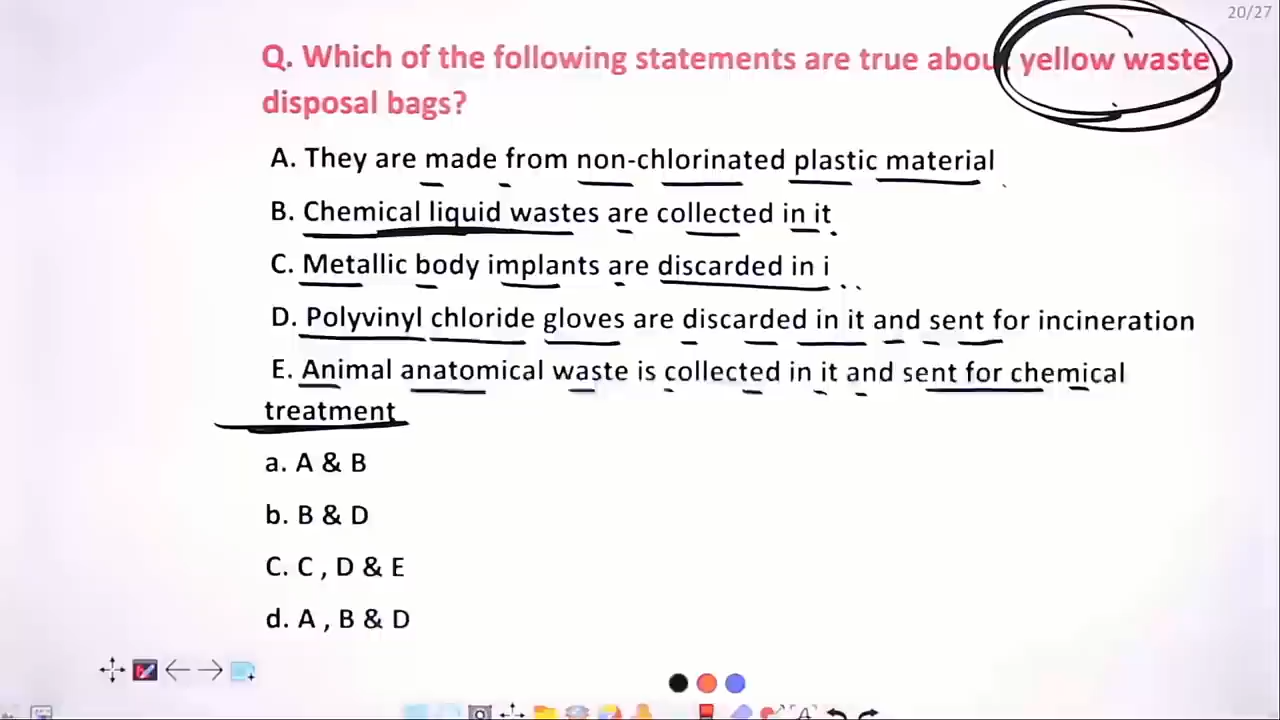 20/27
Q. Which of the following statements are true about yellow waste
disposal bags?
A. They are made from non-chlorinated plastic material
B. Chemical liquid wastes are collected in it
C. Metallic body implants are discarded in i
D. Polyvinyl chloride gloves are discarded in it and sent for incineration
E. Animal anatomical waste is collected in it and sent for chemical
treatment
a. A & B
b. B & D
C. C , D & E
d. A , B & D